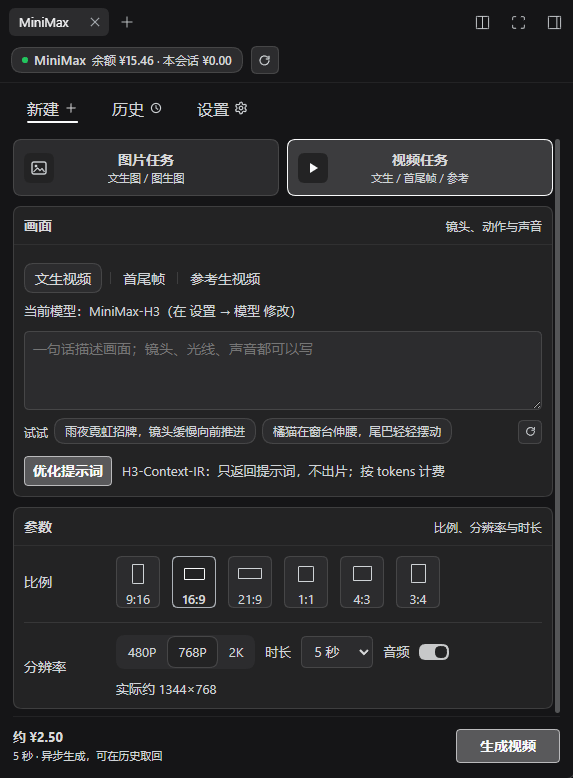 MiniMax
MiniMax 余额 ¥15.46 · 本会话 ¥0.00
新建 历史 设置
图片任务
文生图 / 图生图
视频任务
文生 / 首尾帧 / 参考
画面
镜头、动作与声音
文生视频 首尾帧 参考生视频
当前模型：MiniMax-H3（在 设置 → 模型 修改）
一句话描述画面；镜头、光线、声音都可以写
试试 雨夜霓虹招牌，镜头缓慢向前推进 橘猫在窗台伸腰，尾巴轻轻摆动
优化提示词 H3-Context-IR：只返回提示词，不出片；按 tokens 计费
参数
比例、分辨率与时长
比例 9:16 16:9 21:9 1:1 4:3 3:4
分辨率 480P 768P 2K 时长 5 秒 音频
实际约 1344×768
约 ¥2.50
5 秒 · 异步生成，可在历史取回
生成视频